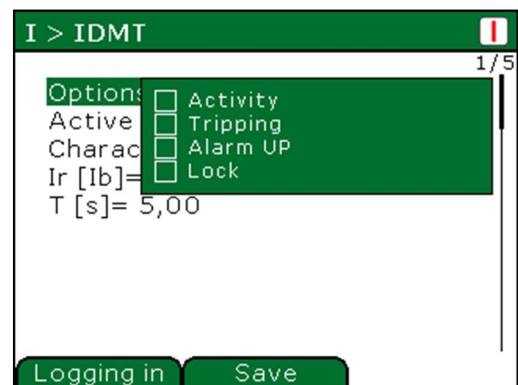 I > IDMT
1/5
Options
Active
Charac
Ir [Ib]=
T [s]= 5,00
Activity
Tripping
Alarm UP
Lock
Logging in
Save